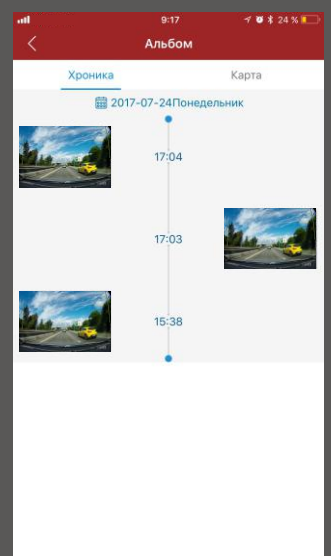 9:17
24 %
Альбом
Хроника
Карта
2017-07-24Понедельник
17:04
17:03
15:38